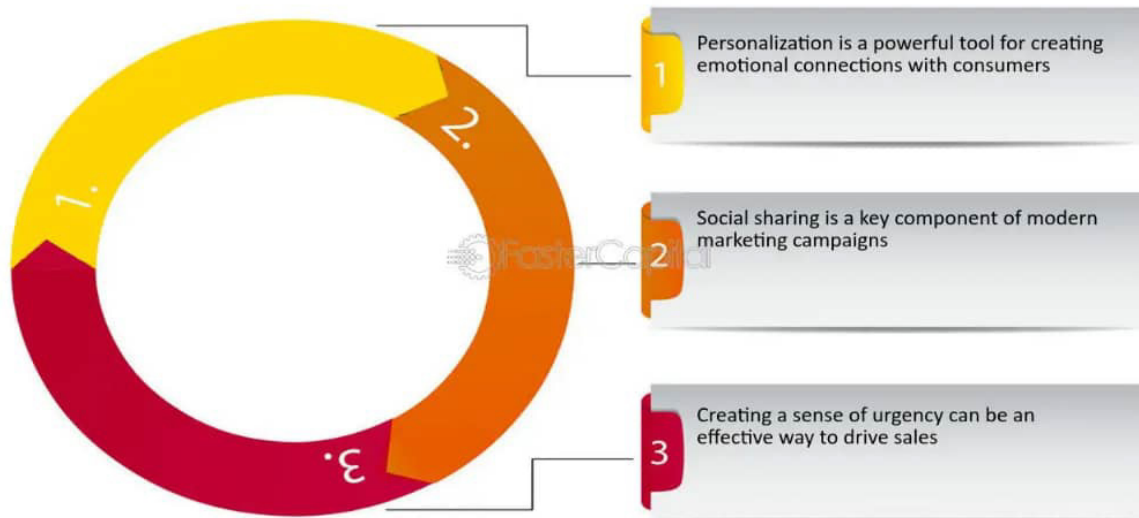 1.
2.
3.
1
Personalization is a powerful tool for creating
emotional connections with consumers
FasterCapital
2
Social sharing is a key component of modern
marketing campaigns
3
Creating a sense of urgency can be an
effective way to drive sales